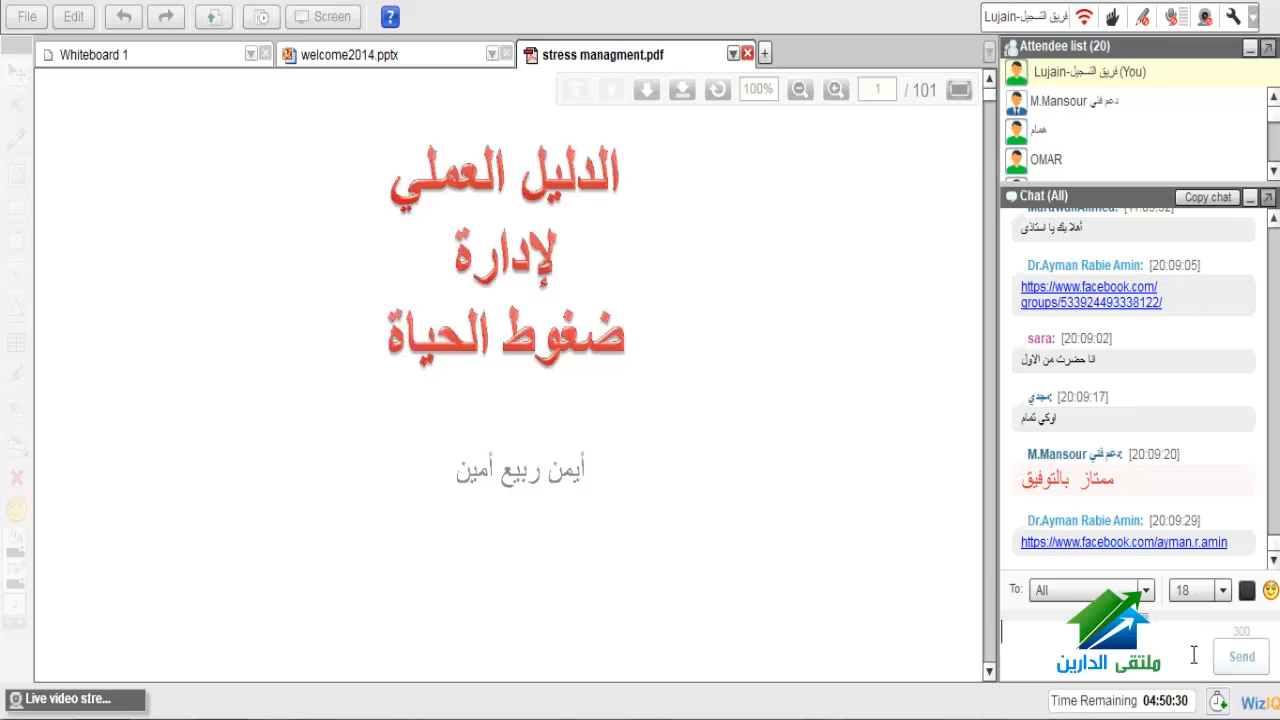 File Edit Screen ?
Lujain-فريق التسجيل
Whiteboard 1
welcome2014.pptx
stress managment.pdf
100%
1 / 101
الدليل العملي
لإدارة
ضغوط الحياة
أيمن ربيع أمين
Attendee list (20)
Lujain-فريق التسجيل (You)
M.Mansour دعم فني
همام
OMAR
Chat (All)
Copy chat
أهلا بك يا استاذى
Dr.Ayman Rabie Amin: [20:09:05]
https://www.facebook.com/
groups/533924493338122/
sara: [20:09:02]
انا حضرت من الاول
مجدي: [20:09:17]
اوكي تمام
M.Mansour دعم فني: [20:09:20]
ممتاز بالتوفيق
Dr.Ayman Rabie Amin: [20:09:29]
https://www.facebook.com/ayman.r.amin
To: All 18
300
Send
ملتقى الدارين
Live video stre...
Time Remaining 04:50:30
WizIQ